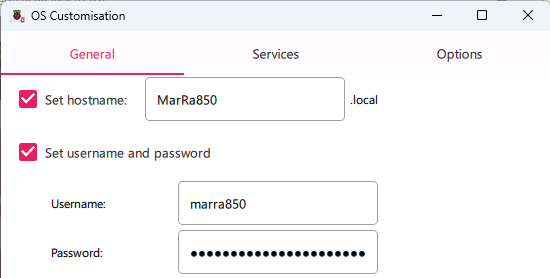 OS Customisation
General Services Options
Set hostname: MarRa850 .local
Set username and password
Username: marra850
Password: ●●●●●●●●●●●●●●●●●●●●●●